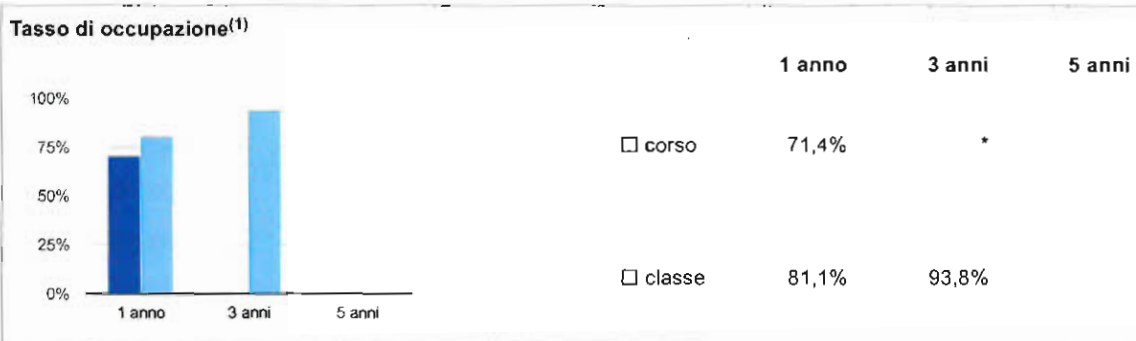 Tasso di occupazione(1)
1 anno 3 anni 5 anni
100%
75%
50%
25%
0%
1 anno 3 anni 5 anni
☐ corso 71,4% *
☐ classe 81,1% 93,8%